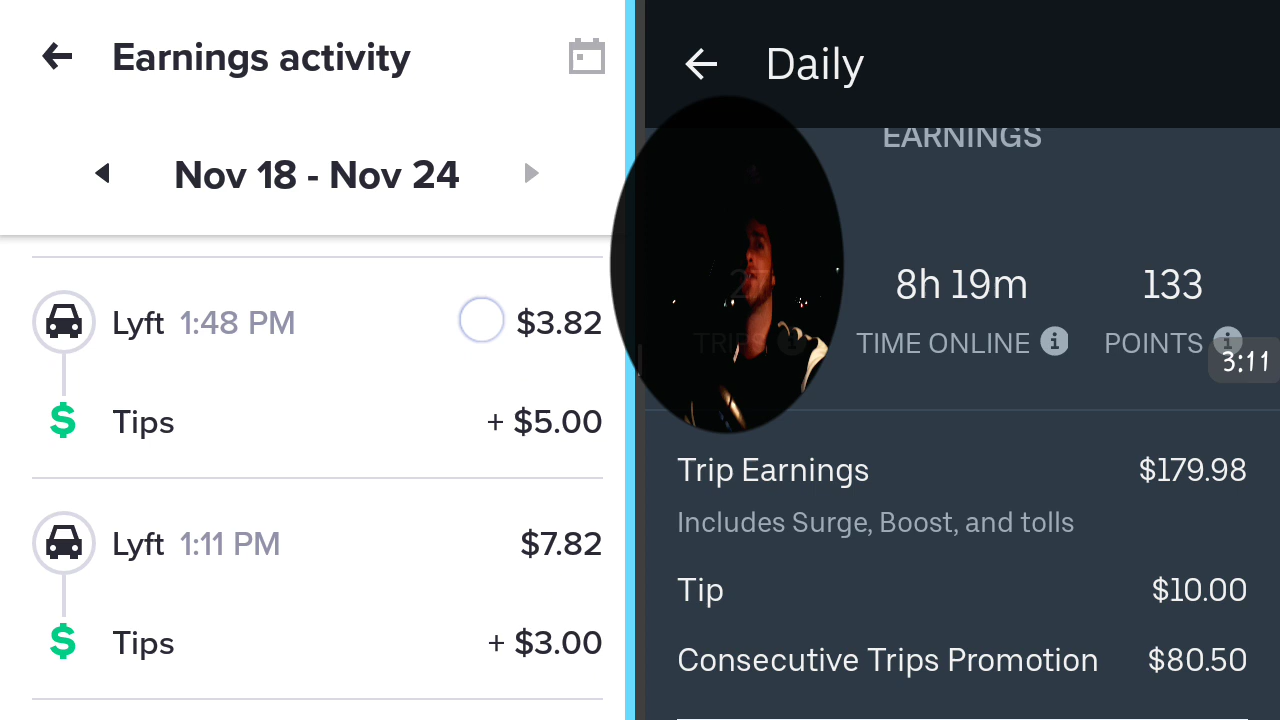 Earnings activity
Nov 18 - Nov 24
Lyft 1:48 PM $3.82
Tips + $5.00
Lyft 1:11 PM $7.82
Tips + $3.00
Daily
EARNINGS
8h 19m 133
TRIPS TIME ONLINE POINTS
3:11
Trip Earnings $179.98
Includes Surge, Boost, and tolls
Tip $10.00
Consecutive Trips Promotion $80.50